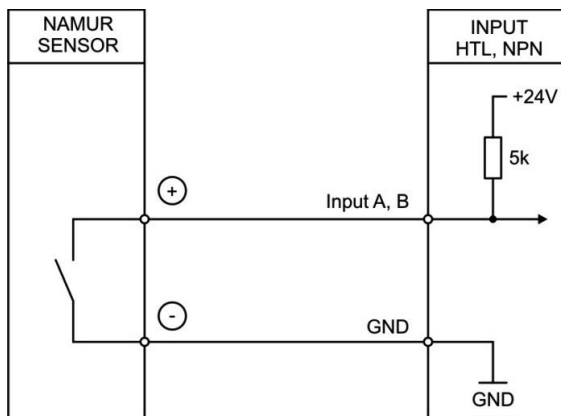 NAMUR
SENSOR
INPUT
HTL, NPN
+24V
5k
+
Input A, B
-
GND
GND